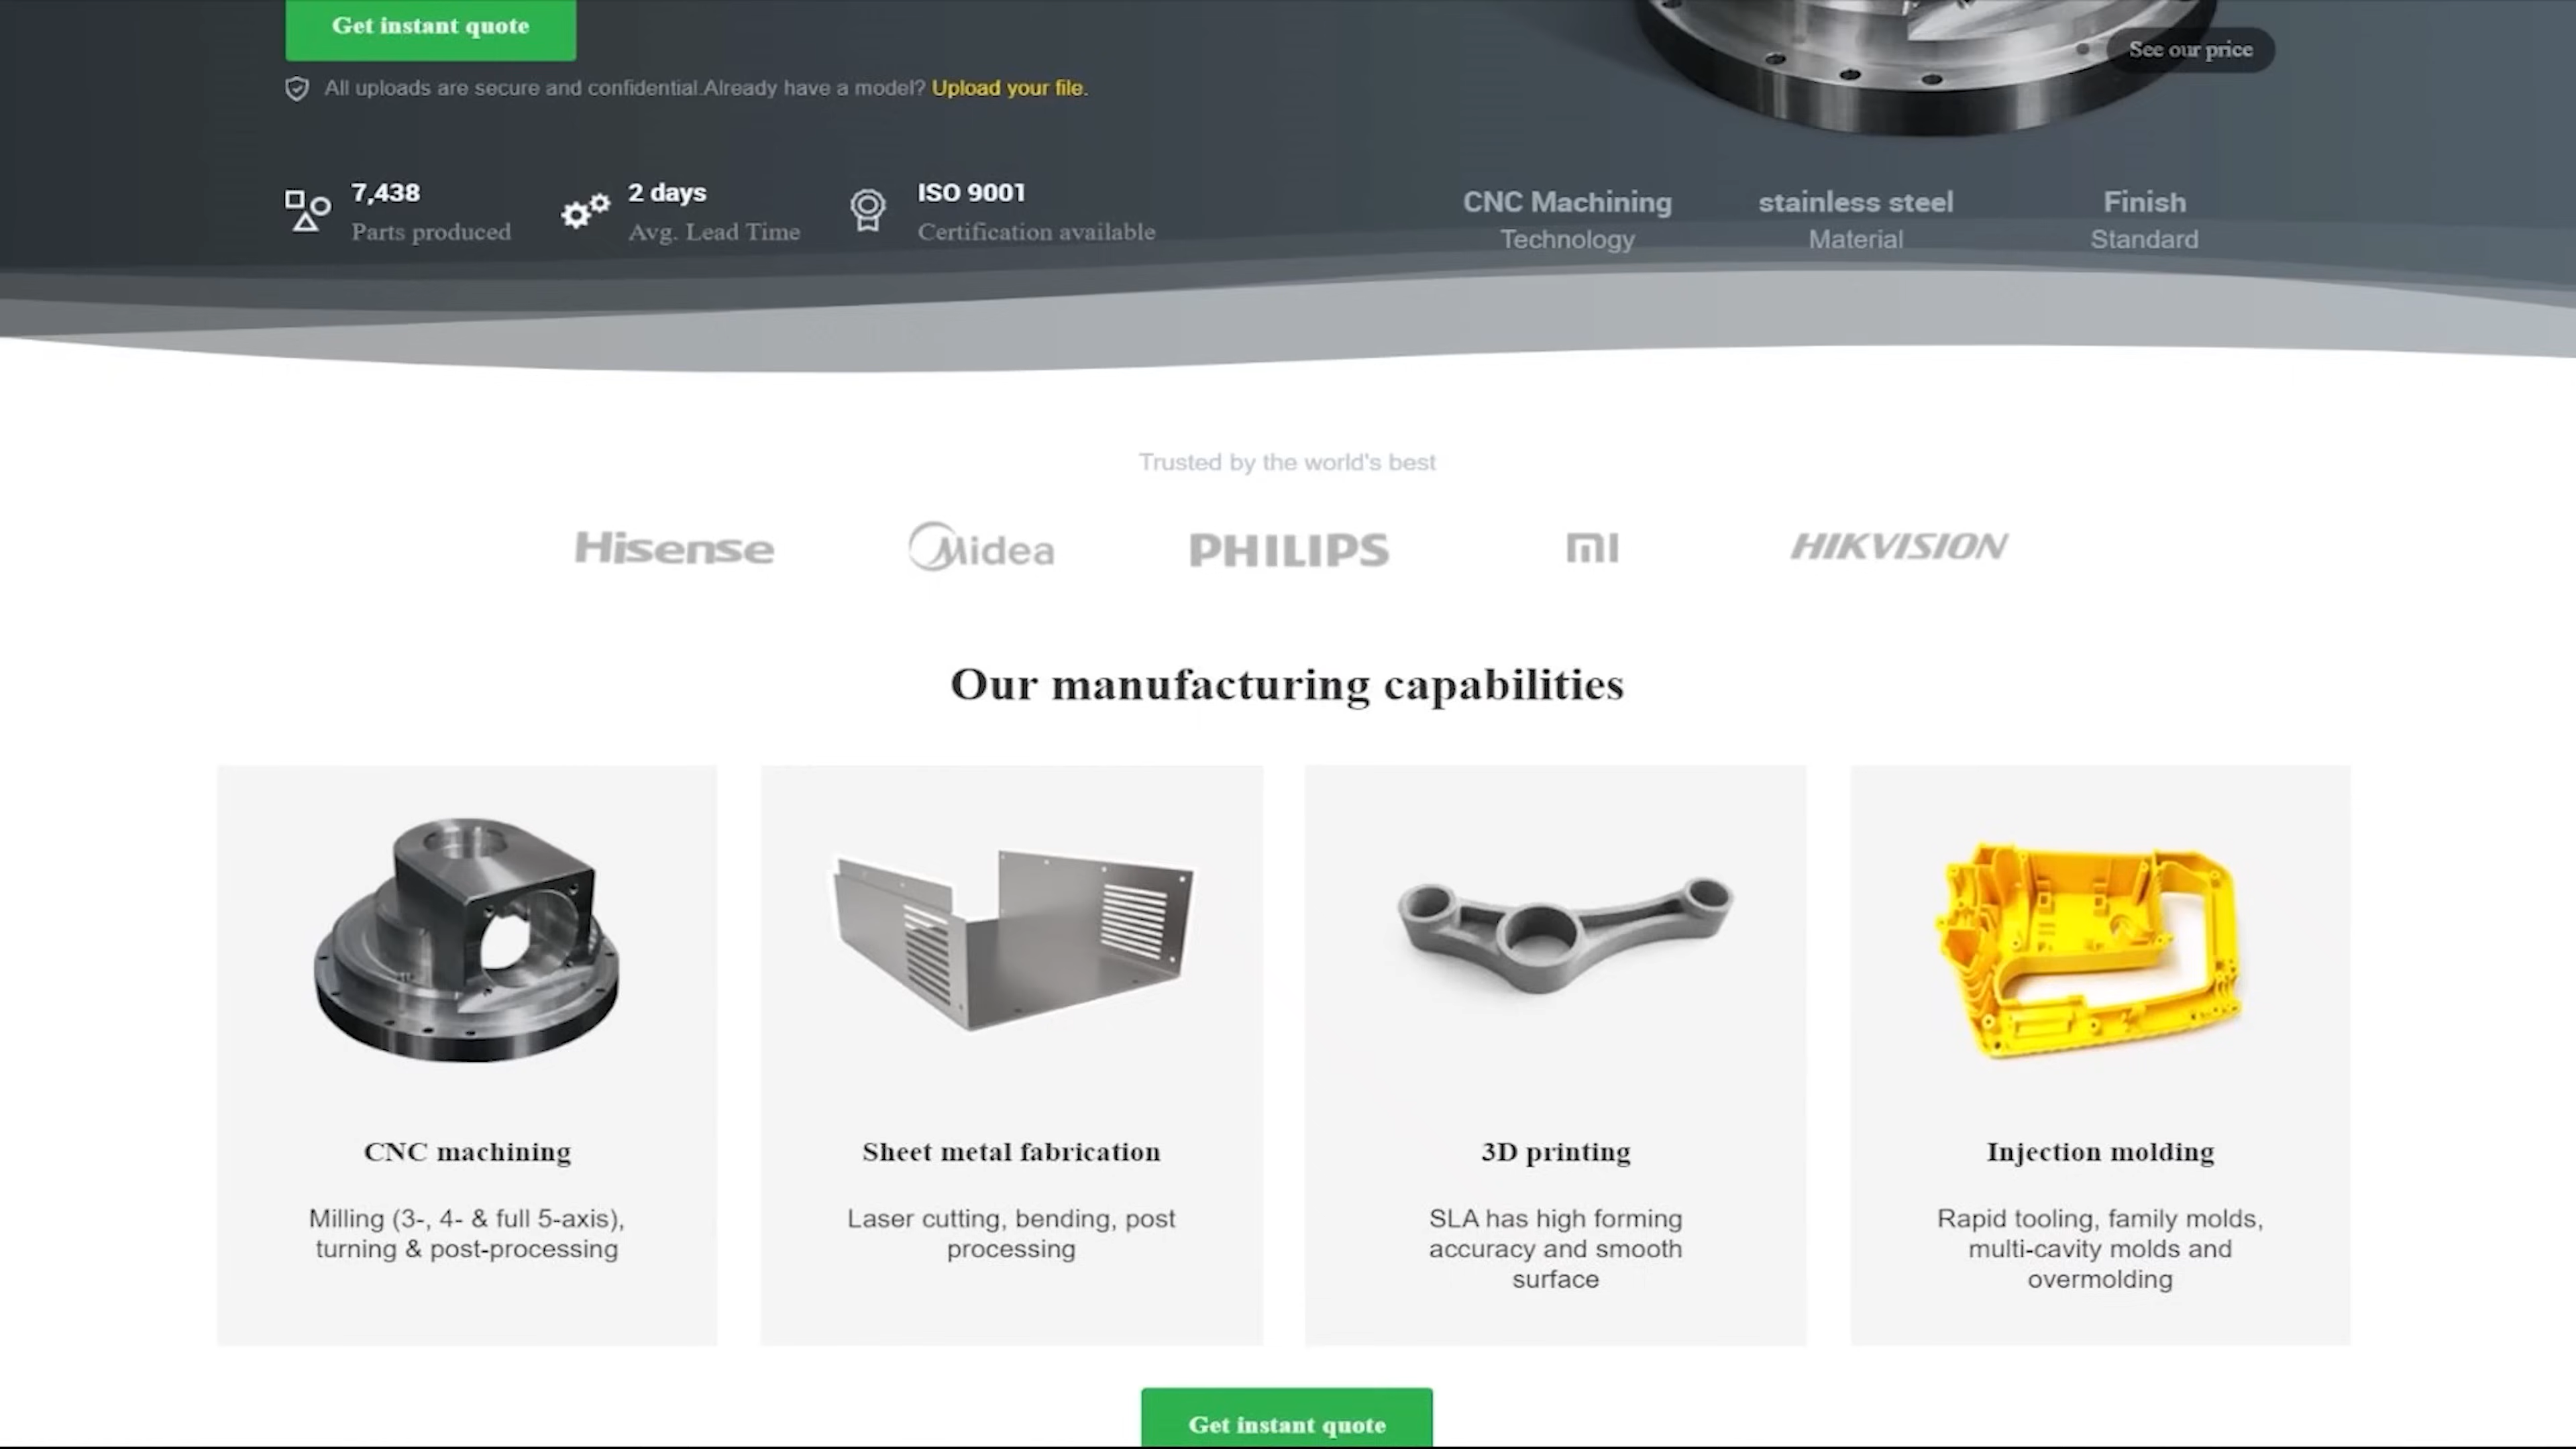 Get instant quote
See our price
All uploads are secure and confidential.Already have a model? Upload your file.
7,438
Parts produced
2 days
Avg. Lead Time
ISO 9001
Certification available
CNC Machining
Technology
stainless steel
Material
Finish
Standard
Trusted by the world's best
Hisense
Midea
PHILIPS
MI
HIKVISION
Our manufacturing capabilities
CNC machining
Milling (3-, 4- & full 5-axis),
turning & post-processing
Sheet metal fabrication
Laser cutting, bending, post
processing
3D printing
SLA has high forming
accuracy and smooth
surface
Injection molding
Rapid tooling, family molds,
multi-cavity molds and
overmolding
Get instant quote